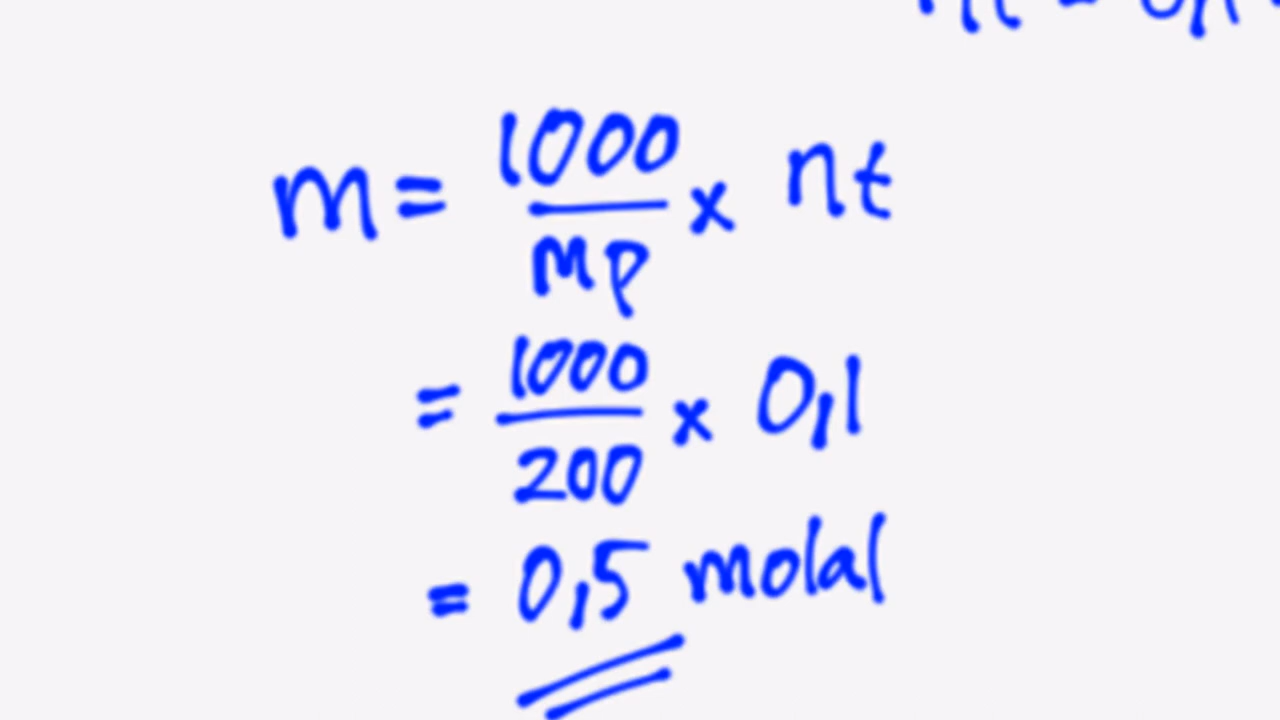 m = 1000/mp x nt
= 1000/200 x 0,1
= 0,5 molal